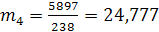 m₄ = 5897/238 = 24,777